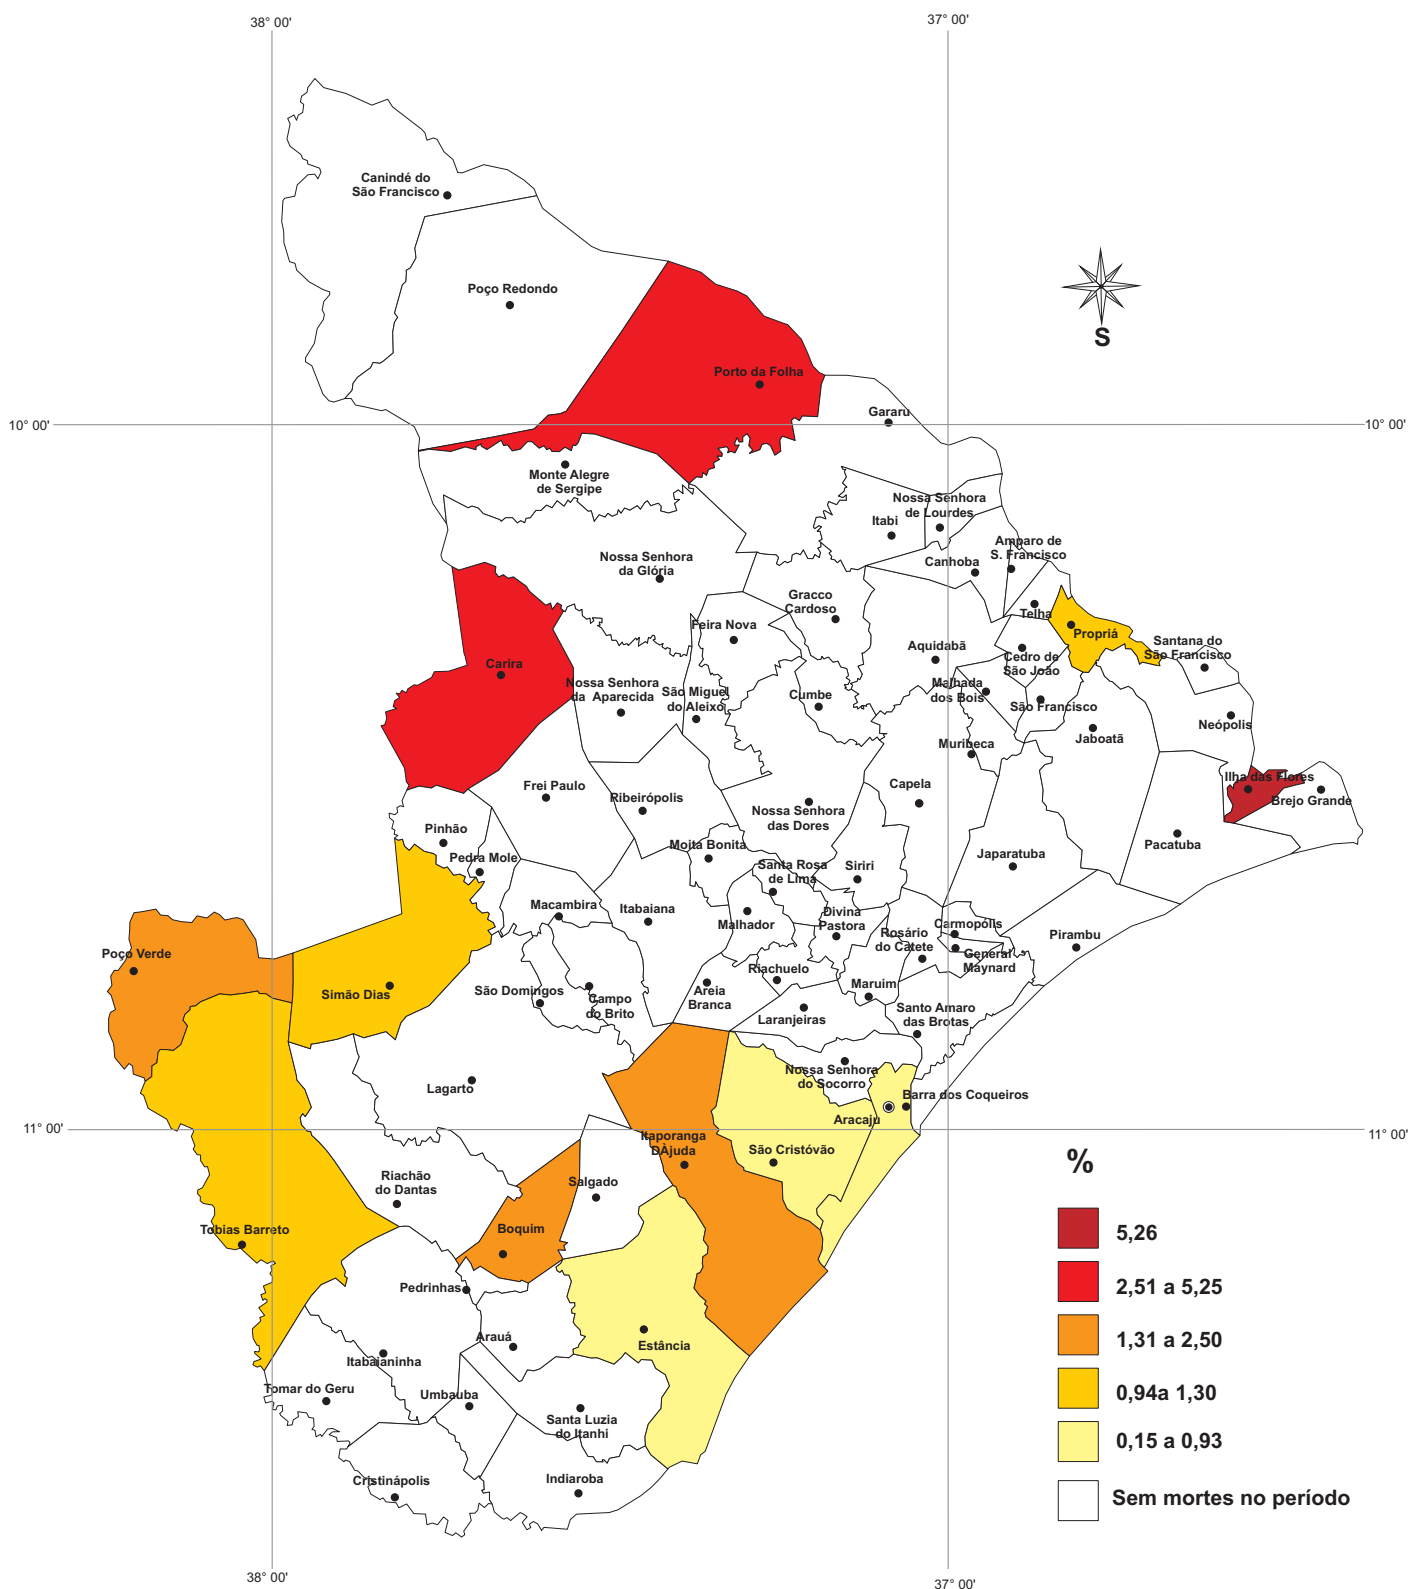 38° 00'
37° 00'
Canindé do
São Francisco
Poço Redondo
S
Porto da Folha
Gararu
10° 00'
10° 00'
Monte Alegre
de Sergipe
Nossa Senhora
de Lourdes
Itabi
Amparo de
S. Francisco
Nossa Senhora
da Glória
Canhoba
Gracco
Cardoso
Telha
Feira Nova
Propriá
Santana do
São Francisco
Aquidabã
Cedro de
São João
Carira
Nossa Senhora
da Aparecida
São Miguel
do Aleixo
Cumbe
Malhada
dos Bois
São Francisco
Neópolis
Jaboatã
Muribeca
Ilha das Flores
Brejo Grande
Frei Paulo
Ribeirópolis
Capela
Nossa Senhora
das Dores
Pinhão
Moita Bonita
Pacatuba
Pedra Mole
Santa Rosa
de Lima
Siriri
Japaratuba
Macambira
Itabaiana
Malhador
Divina
Pastora
Carmopólis
Rosário
do Catete
Pirambu
General
Maynard
Poço Verde
Riachuelo
Simão Dias
São Domingos
Campo
do Brito
Areia
Branca
Maruim
Laranjeiras
Santo Amaro
das Brotas
Nossa Senhora
do Socorro
Lagarto
Barra dos Coqueiros
Aracaju
11° 00'
11° 00'
Itaporanga
DÀjuda
São Cristóvão
Riachão
do Dantas
Salgado
Tobias Barreto
Boquim
Pedrinhas
Arauá
Estância
Itabaianinha
Tomar do Geru
Umbauba
Santa Luzia
do Itanhi
Cristinápolis
Indiaroba
%
5,26
2,51 a 5,25
1,31 a 2,50
0,94a 1,30
0,15 a 0,93
Sem mortes no período
38° 00'
37° 00'